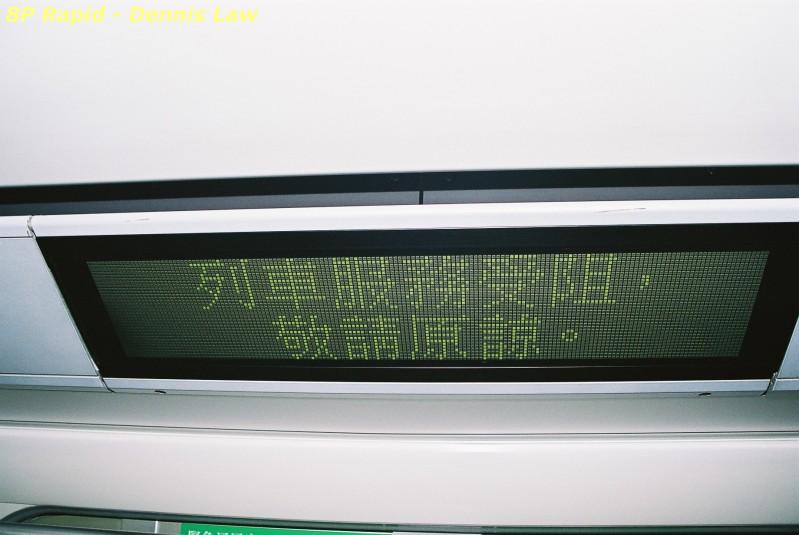 8P Rapid - Dennis Law
列車服務受阻，
敬請原諒。